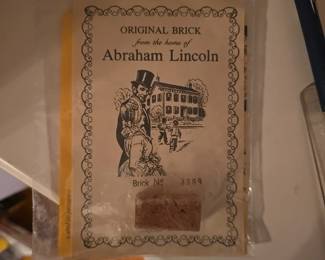 ORIGINAL BRICK
from the home of
Abraham Lincoln
Brick No